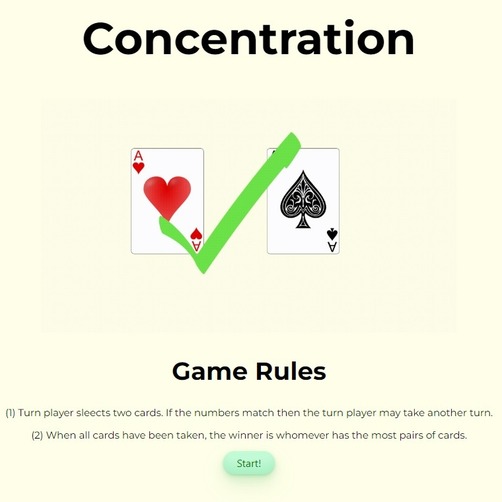 Concentration
A
A
A
Game Rules
(1) Turn player sleects two cards. If the numbers match then the turn player may take another turn.
(2) When all cards have been taken, the winner is whomever has the most pairs of cards.
Start!